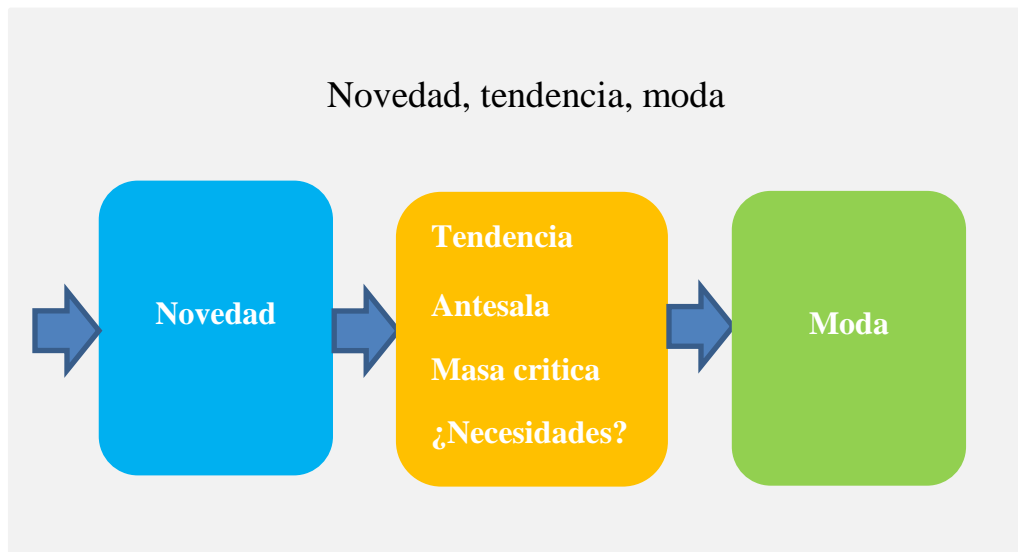 Novedad, tendencia, moda
Novedad
Tendencia
Antesala
Masa critica
¿Necesidades?
Moda